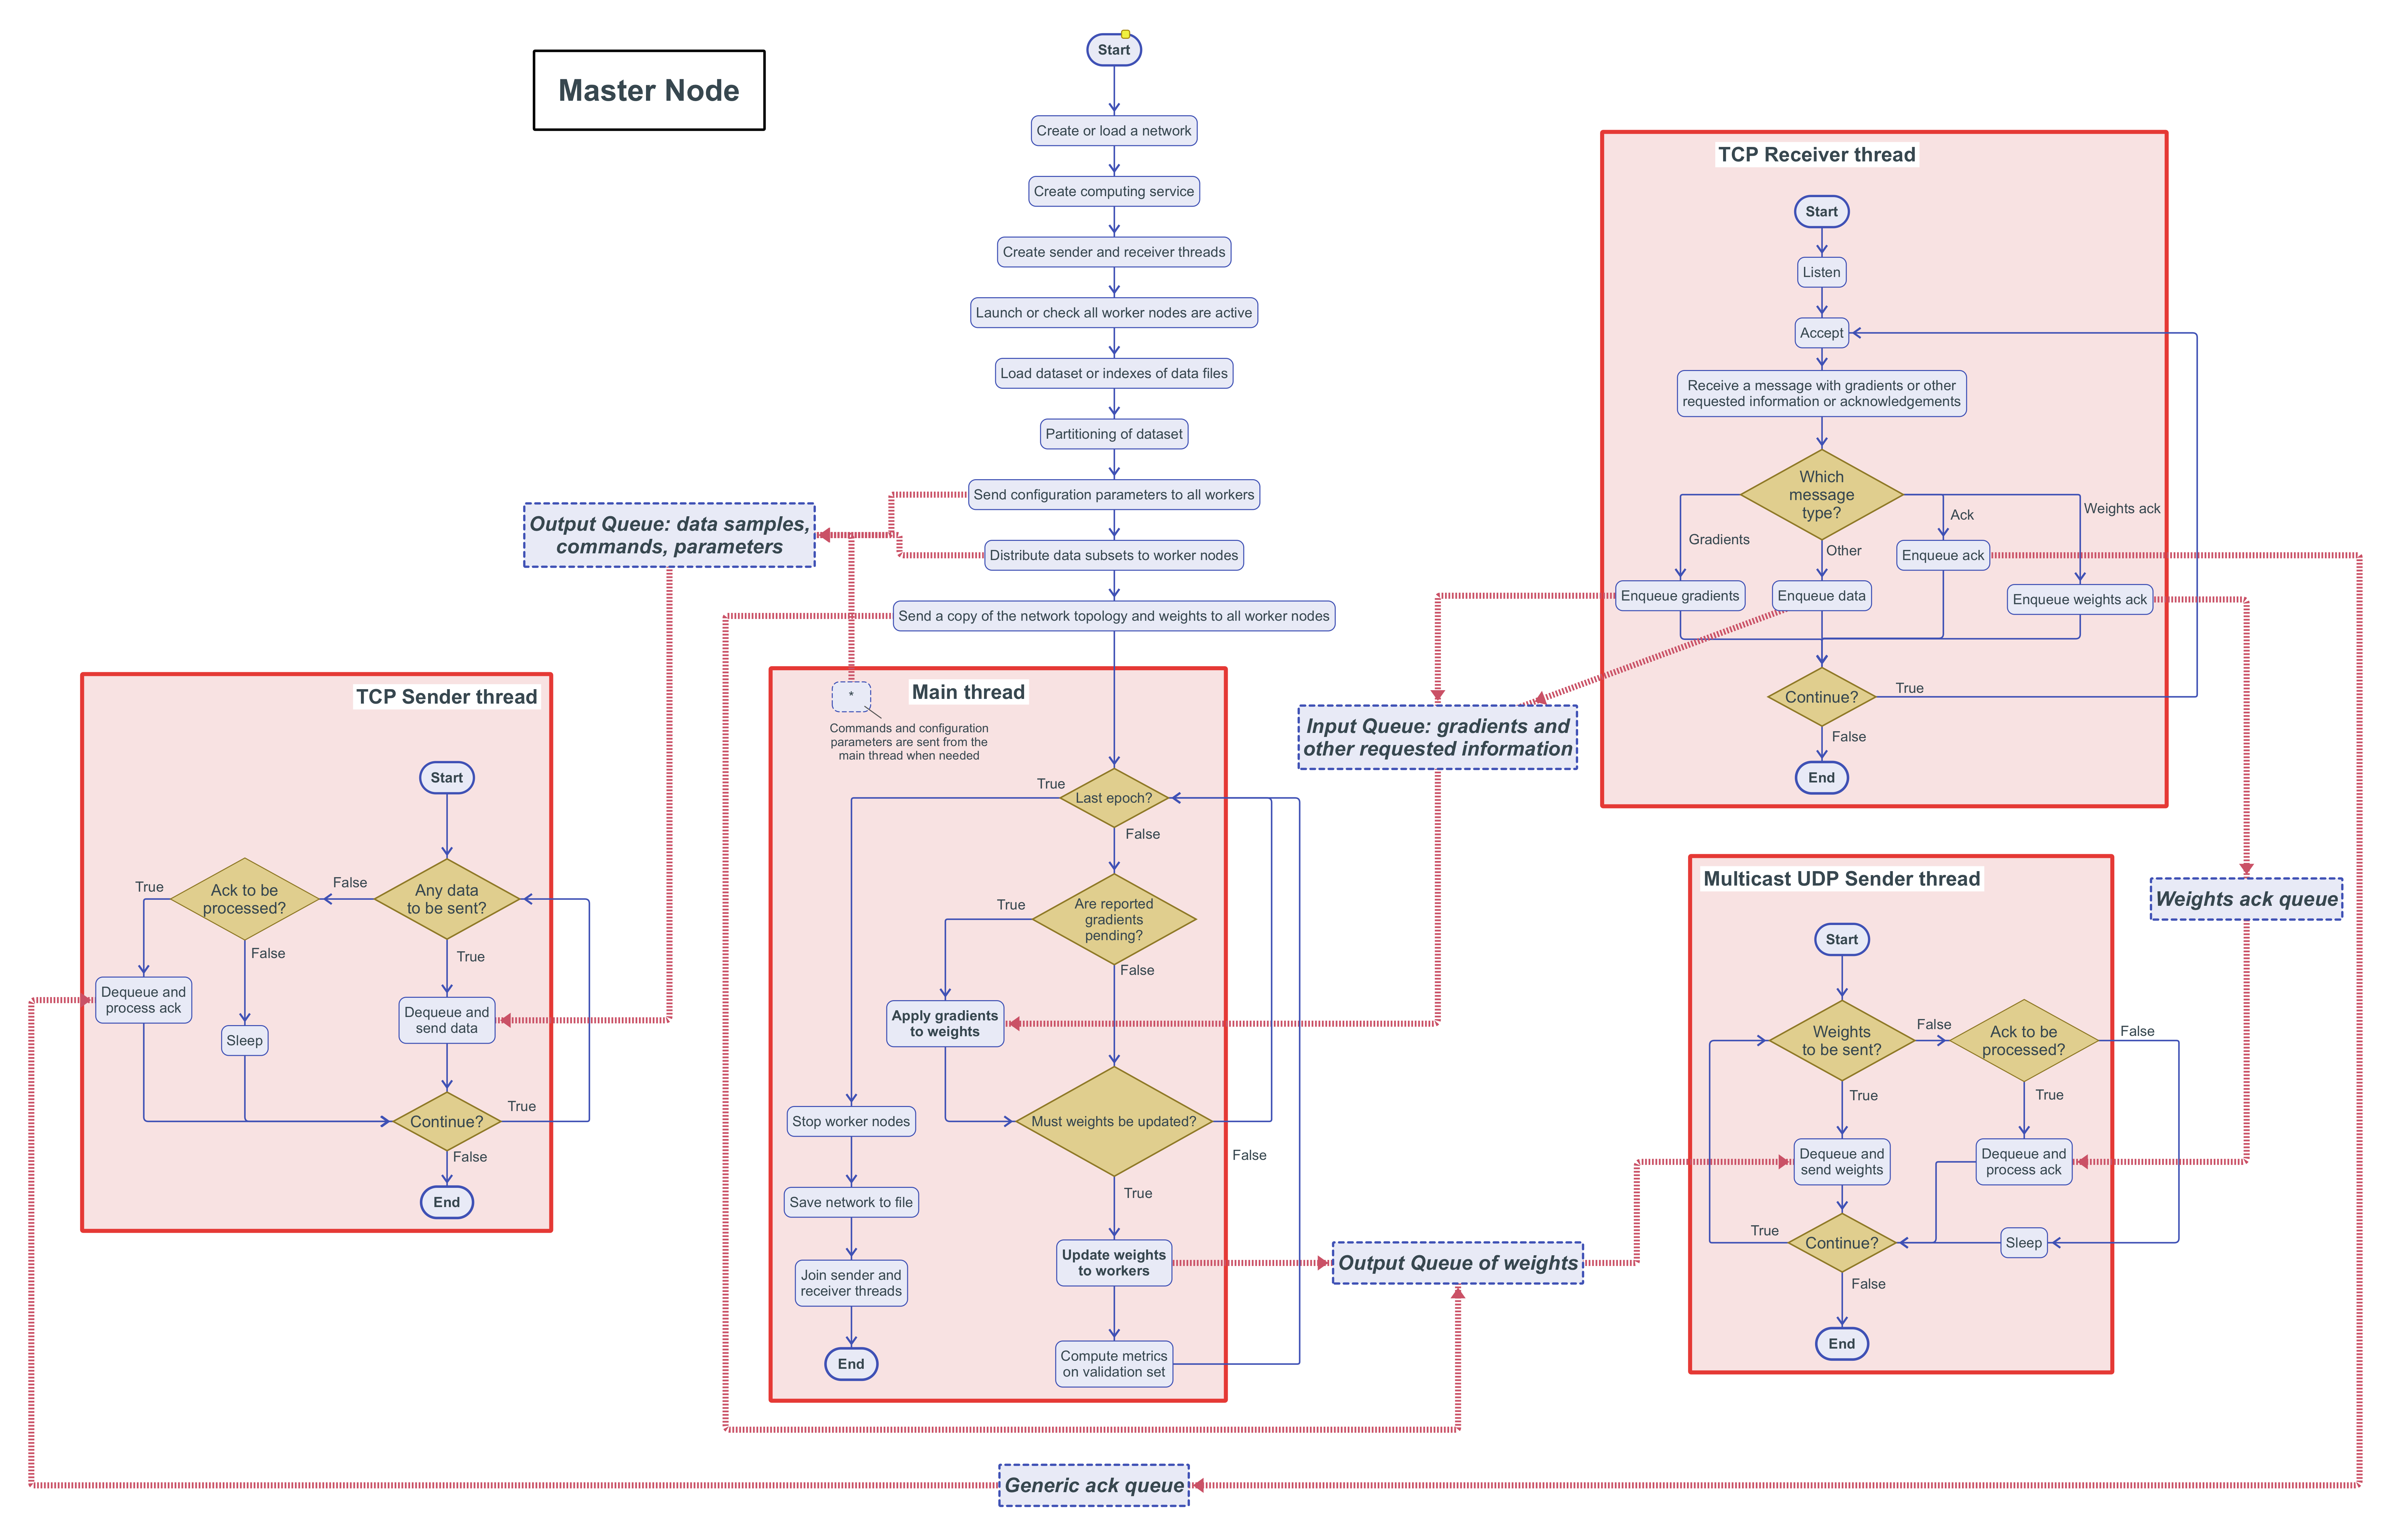 Master Node
Start
Create or load a network
Create computing service
Create sender and receiver threads
Launch or check all worker nodes are active
Load dataset or indexes of data files
Partitioning of dataset
Send configuration parameters to all workers
Distribute data subsets to worker nodes
Send a copy of the network topology and weights to all worker nodes
Output Queue: data samples,
commands, parameters
TCP Sender thread
Start
Any data
to be sent?
False
True
Ack to be
processed?
True
False
Dequeue and
process ack
Sleep
Dequeue and
send data
Continue?
True
False
End
Main thread
*
Commands and configuration
parameters are sent from the
main thread when needed
Last epoch?
True
False
Are reported
gradients
pending?
True
False
Apply gradients
to weights
Must weights be updated?
False
True
Stop worker nodes
Save network to file
Join sender and
receiver threads
End
Update weights
to workers
Compute metrics
on validation set
TCP Receiver thread
Start
Listen
Accept
Receive a message with gradients or other
requested information or acknowledgements
Which
message
type?
Gradients
Other
Ack
Weights ack
Enqueue gradients
Enqueue data
Enqueue ack
Enqueue weights ack
Continue?
True
False
End
Input Queue: gradients and
other requested information
Multicast UDP Sender thread
Start
Weights
to be sent?
False
True
Ack to be
processed?
False
True
Dequeue and
send weights
Dequeue and
process ack
Continue?
True
False
Sleep
End
Weights ack queue
Output Queue of weights
Generic ack queue